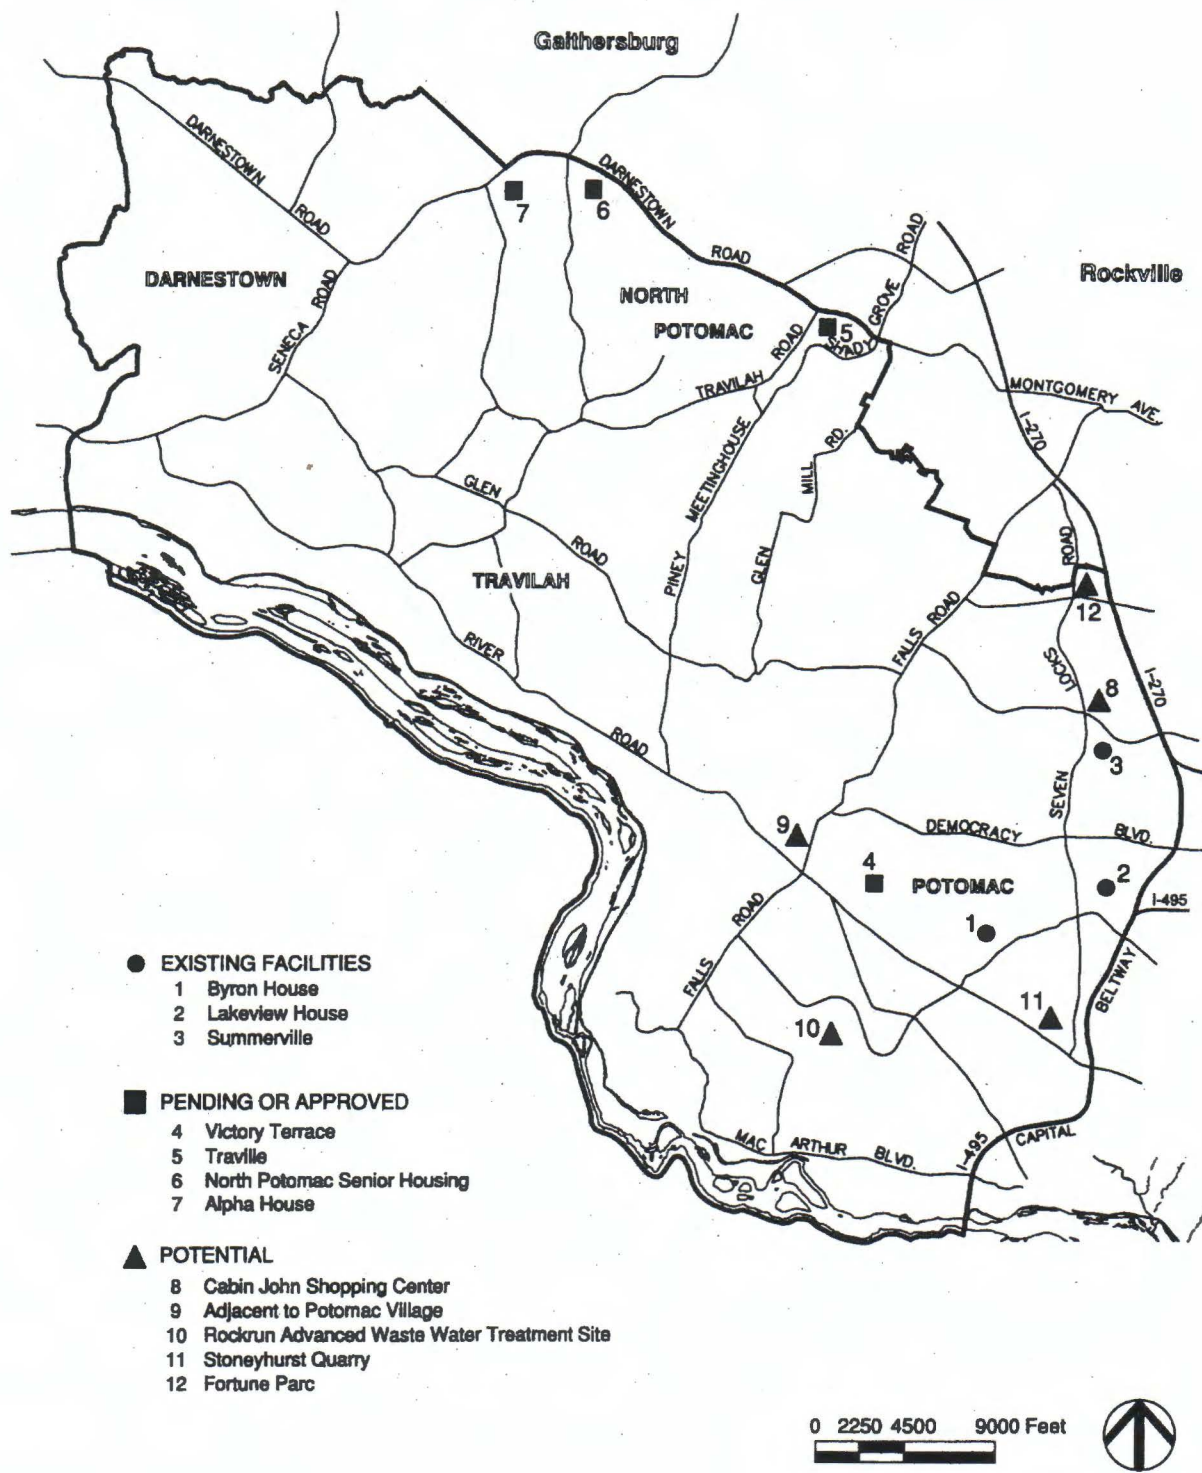 Gaithersburg
DARNESTOWN
ROAD
DARNESTOWN
ROAD
7
6
Rockville
DARNESTOWN
SENECA ROAD
NORTH
POTOMAC
5
SHADY GROVE ROAD
TRAVILAH ROAD
MONTGOMERY AVE.
I-270
PINEY MEETINGHOUSE
GLEN MILL RD.
GLEN
ROAD
TRAVILAH
RIVER
ROAD
FALLS ROAD
SEVEN LOCKS ROAD
12
8
I-270
3
9
DEMOCRACY BLVD.
4
POTOMAC
2
1
I-495
FALLS ROAD
BELTWAY
11
10
MAC ARTHUR BLVD.
I-495
CAPITAL
EXISTING FACILITIES
1 Byron House
2 Lakeview House
3 Summerville
PENDING OR APPROVED
4 Victory Terrace
5 Traville
6 North Potomac Senior Housing
7 Alpha House
POTENTIAL
8 Cabin John Shopping Center
9 Adjacent to Potomac Village
10 Rockrun Advanced Waste Water Treatment Site
11 Stoneyhurst Quarry
12 Fortune Parc
0 2250 4500 9000 Feet